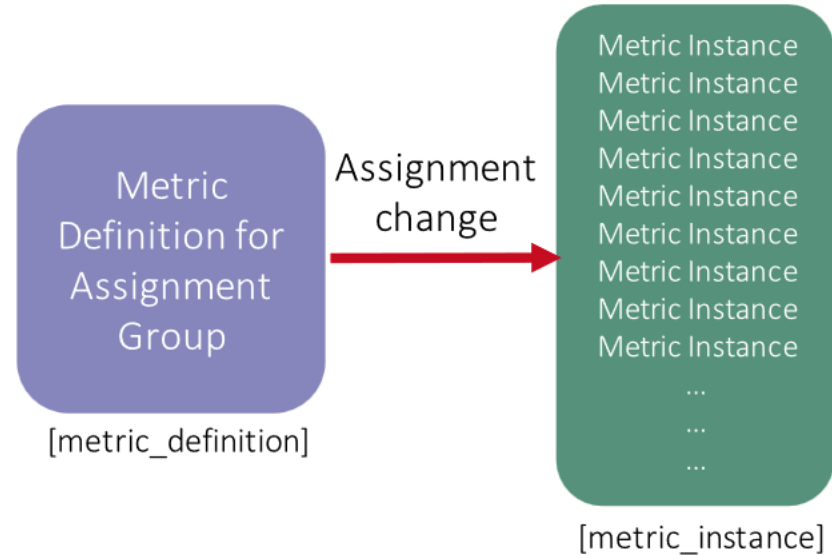 Metric
Definition for
Assignment
Group
[metric_definition]
Assignment
change
Metric Instance
Metric Instance
Metric Instance
Metric Instance
Metric Instance
Metric Instance
Metric Instance
Metric Instance
Metric Instance
...
...
...
[metric_instance]